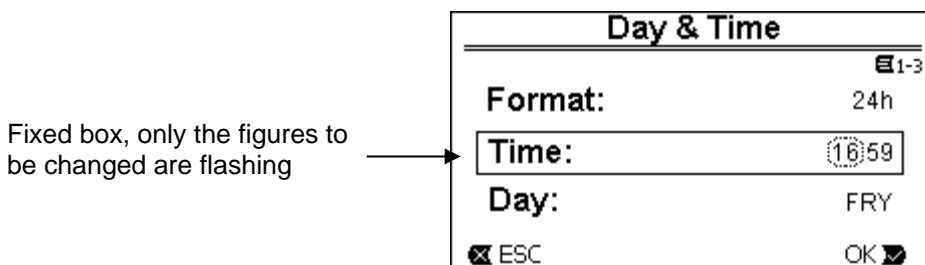 Day & Time
1-3
Format: 24h
Fixed box, only the figures to
be changed are flashing
Time: 16:59
Day: FRY
ESC OK